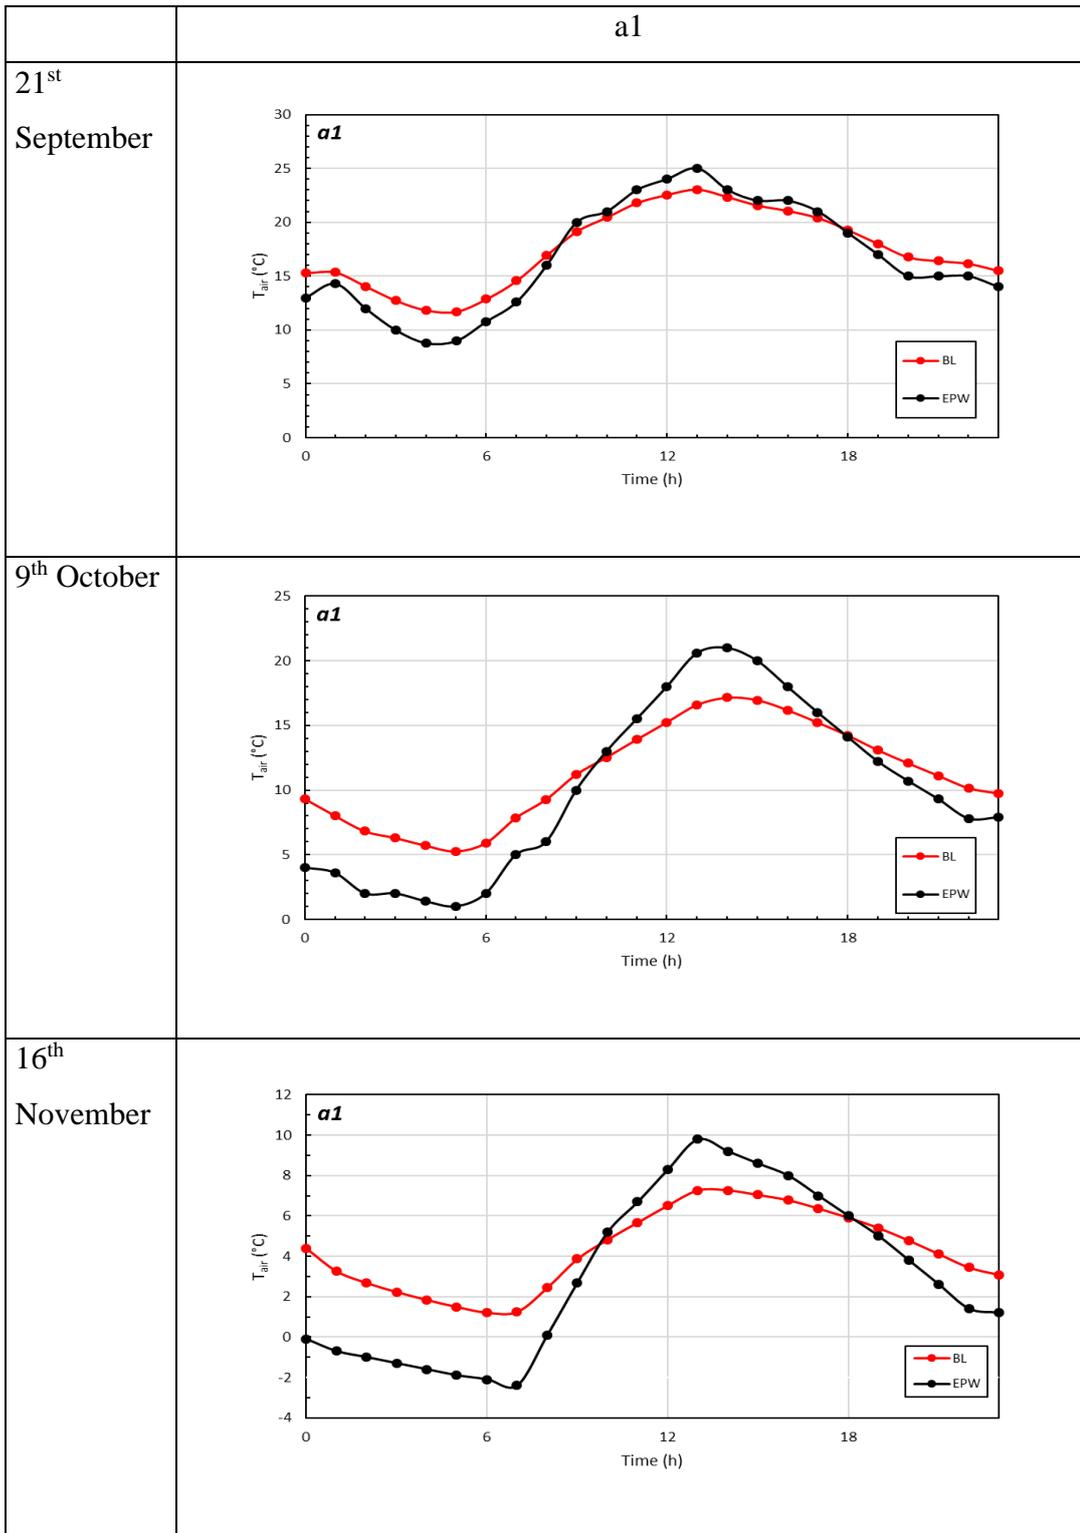 a1
21st
September
30
a1
25
20
15
10
5
0
Tair (°C)
BL
EPW
0 6 12 18
Time (h)
9th October
25
a1
20
15
10
5
0
Tair (°C)
BL
EPW
0 6 12 18
Time (h)
16th
November
12
a1
10
8
6
4
2
0
-2
-4
Tair (°C)
BL
EPW
0 6 12 18
Time (h)